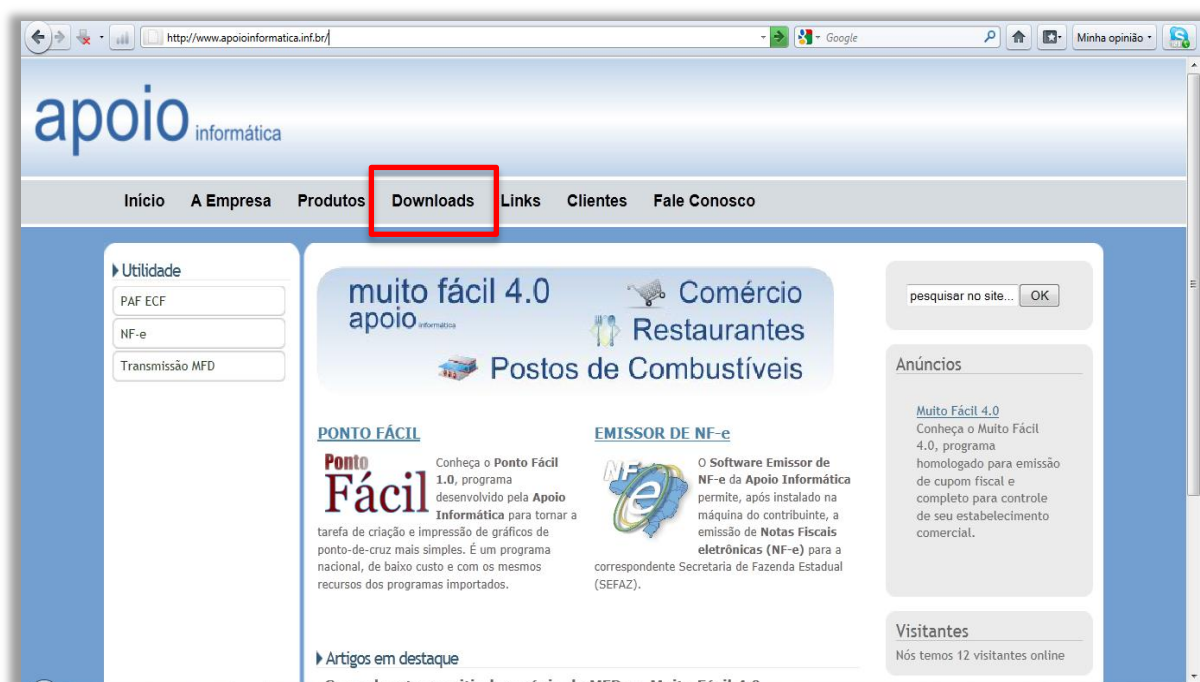 http://www.apoioinformatica.inf.br/
Google
Minha opinião
apoio informática
Início A Empresa Produtos Downloads Links Clientes Fale Conosco
Utilidade
PAF ECF
NF-e
Transmissão MFD
muito fácil 4.0
apoio informática
Comércio
Restaurantes
Postos de Combustíveis
PONTO FÁCIL
Ponto
Fácil
Conheça o Ponto Fácil
1.0, programa
desenvolvido pela Apoio
Informática para tornar a
tarefa de criação e impressão de gráficos de
ponto-de-cruz mais simples. É um programa
nacional, de baixo custo e com os mesmos
recursos dos programas importados.
EMISSOR DE NF-e
NFe
O Software Emissor de
NF-e da Apoio Informática
permite, após instalado na
máquina do contribuinte, a
emissão de Notas Fiscais
eletrônicas (NF-e) para a
correspondente Secretaria de Fazenda Estadual
(SEFAZ).
Artigos em destaque
pesquisar no site... OK
Anúncios
Muito Fácil 4.0
Conheça o Muito Fácil
4.0, programa
homologado para emissão
de cupom fiscal e
completo para controle
de seu estabelecimento
comercial.
Visitantes
Nós temos 12 visitantes online